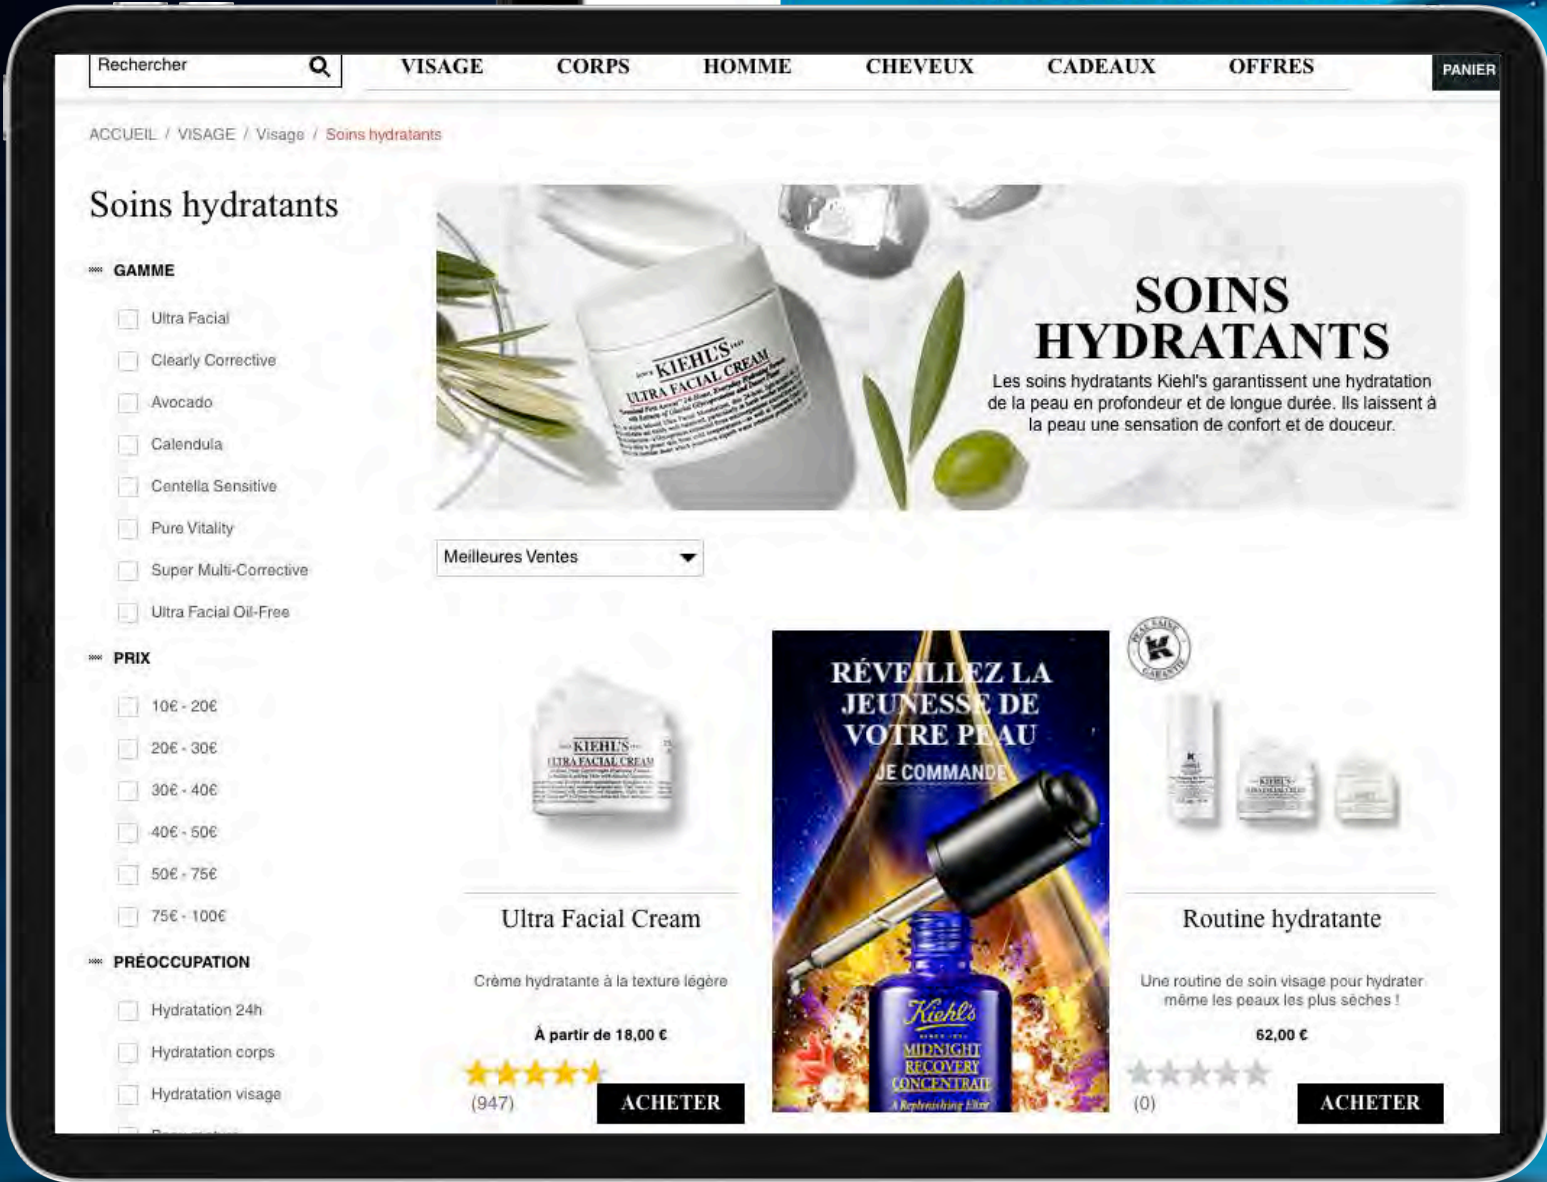 Rechercher
VISAGE
CORPS
HOMME
CHEVEUX
CADEAUX
OFFRES
PANIER
ACCUEIL / VISAGE / Visage / Soins hydratants
Soins hydratants
GAMME
Ultra Facial
Clearly Corrective
Avocado
Calendula
Centella Sensitive
Pure Vitality
Super Multi-Corrective
Ultra Facial Oil-Free
PRIX
10€ - 20€
20€ - 30€
30€ - 40€
40€ - 50€
50€ - 75€
75€ - 100€
PRÉOCCUPATION
Hydratation 24h
Hydratation corps
Hydratation visage
KIEHL'S
ULTRA FACIAL CREAM
SOINS
HYDRATANTS
Les soins hydratants Kiehl's garantissent une hydratation
de la peau en profondeur et de longue durée. Ils laissent à
la peau une sensation de confort et de douceur.
Meilleures Ventes
KIEHL'S
ULTRA FACIAL CREAM
Ultra Facial Cream
Crème hydratante à la texture légère
À partir de 18,00 €
(947)
ACHETER
RÉVEILLEZ LA
JEUNESSE DE
VOTRE PEAU
JE COMMANDE
Kiehl's
SINCE 1851
MIDNIGHT
RECOVERY
CONCENTRATE
A Replenishing Elixir
PEAU SAINE
K
GARANTIE
KIEHL'S
Routine hydratante
Une routine de soin visage pour hydrater
même les peaux les plus sèches !
62,00 €
(0)
ACHETER